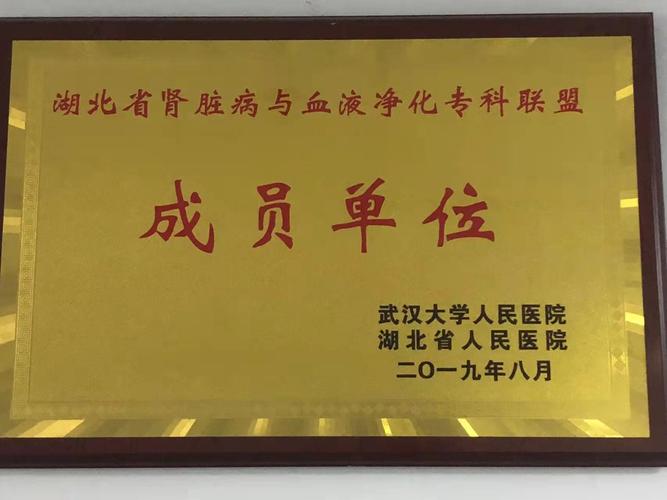 湖北省肾脏病与血液净化专科联盟
成员单位
武汉大学人民医院
湖北省人民医院
二〇一九年八月